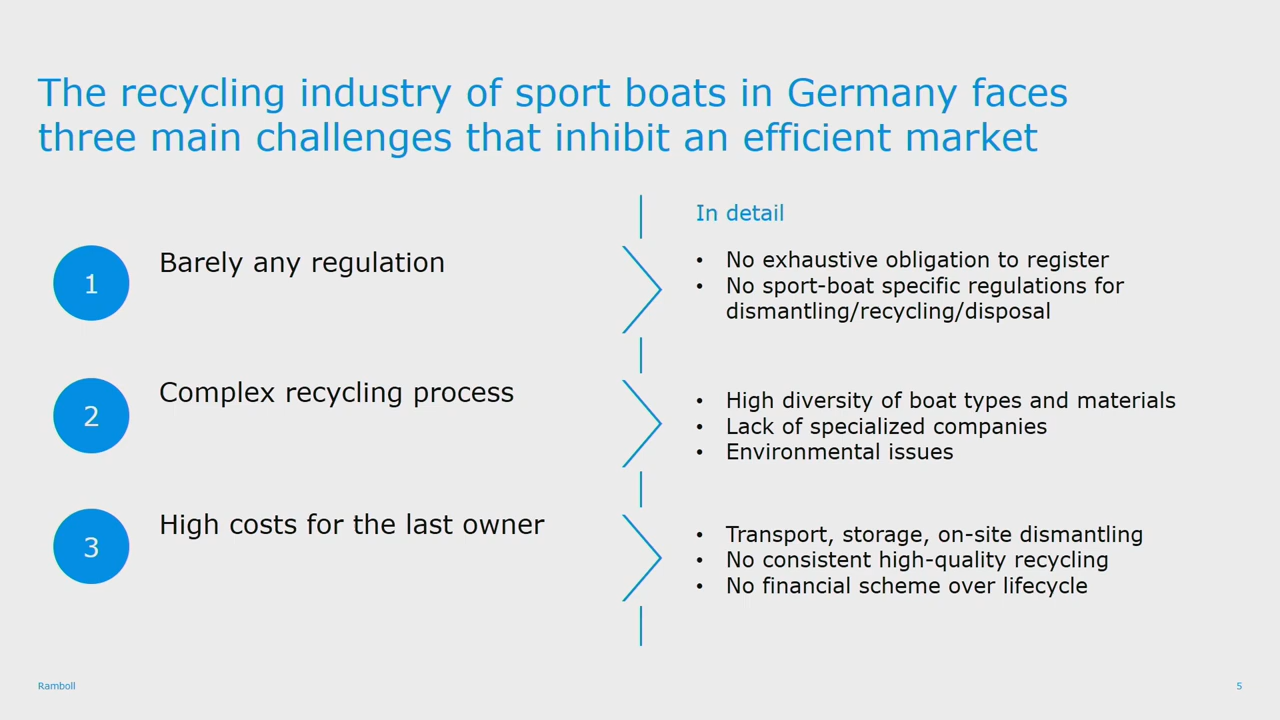 The recycling industry of sport boats in Germany faces
three main challenges that inhibit an efficient market
In detail
1
Barely any regulation
• No exhaustive obligation to register
• No sport-boat specific regulations for
dismantling/recycling/disposal
2
Complex recycling process
• High diversity of boat types and materials
• Lack of specialized companies
• Environmental issues
3
High costs for the last owner
• Transport, storage, on-site dismantling
• No consistent high-quality recycling
• No financial scheme over lifecycle
Ramboll
5